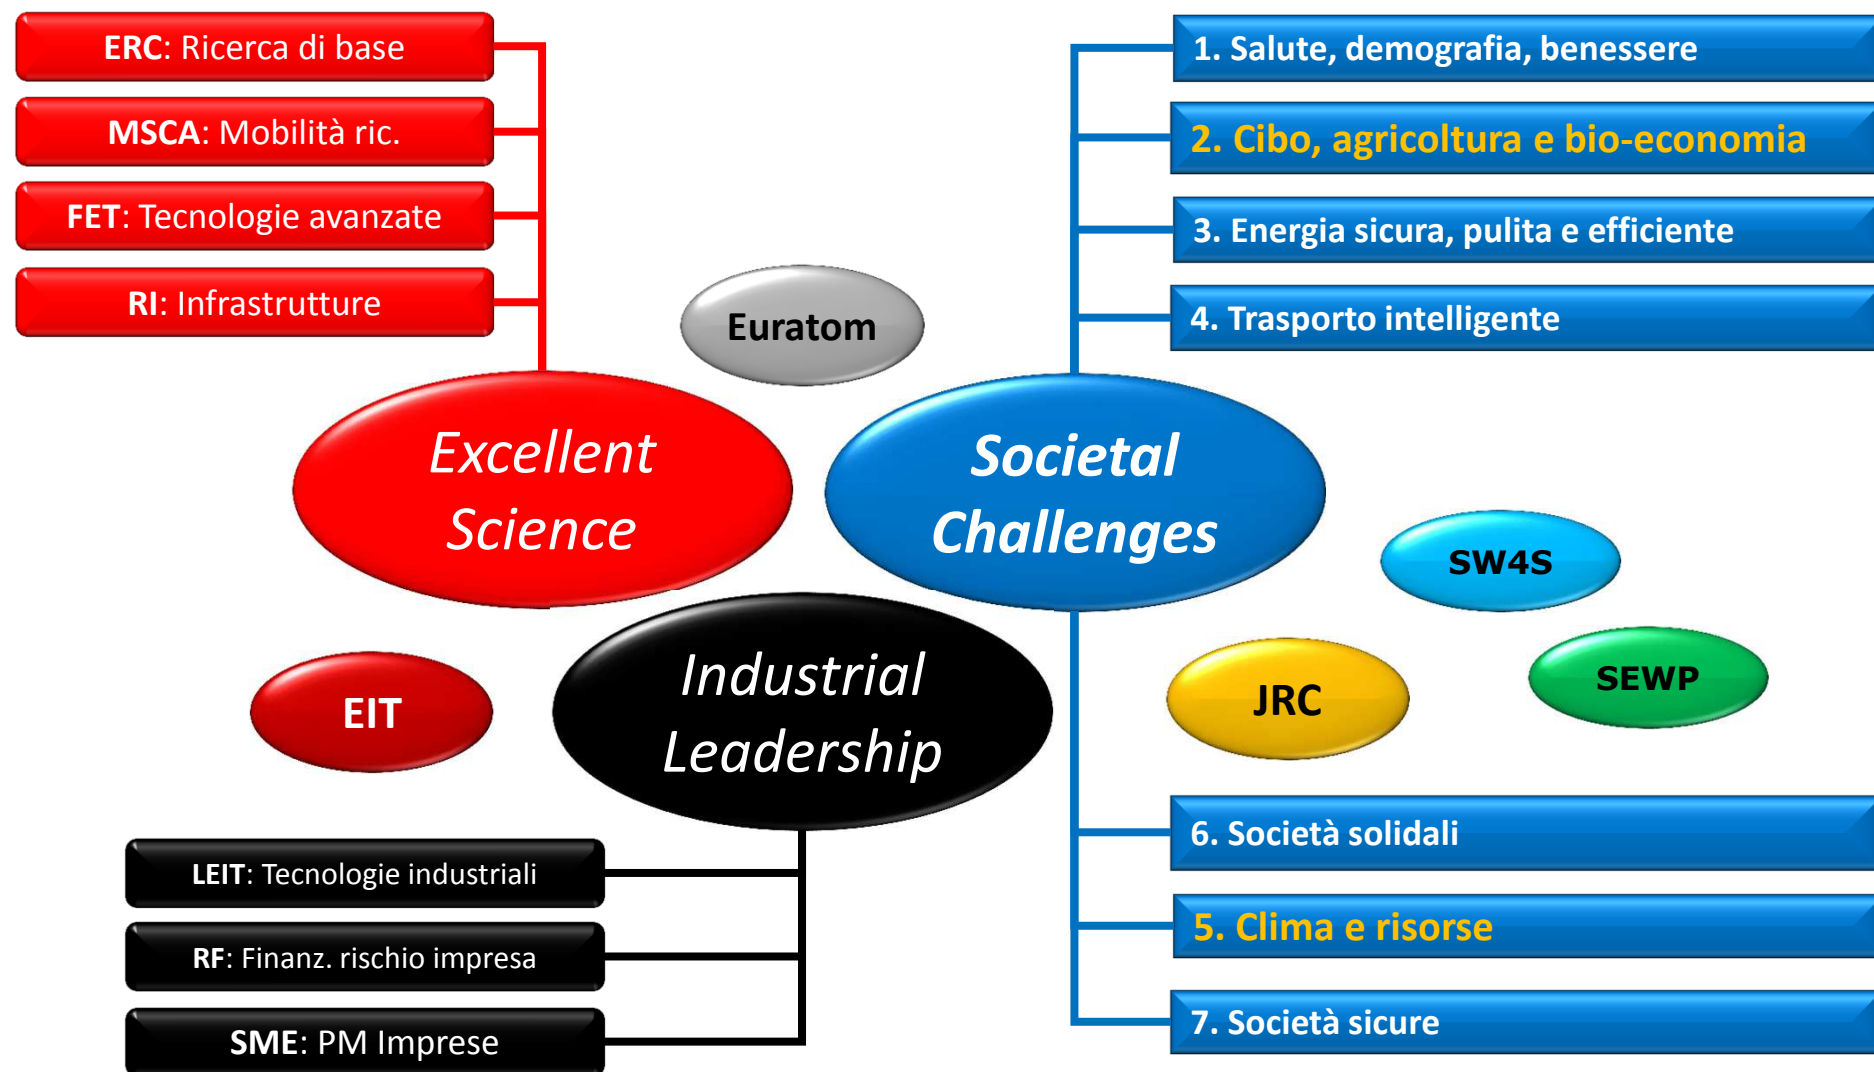 ERC: Ricerca di base
MSCA: Mobilità ric.
FET: Tecnologie avanzate
RI: Infrastrutture
Excellent
Science
Euratom
1. Salute, demografia, benessere
2. Cibo, agricoltura e bio-economia
3. Energia sicura, pulita e efficiente
4. Trasporto intelligente
Societal
Challenges
SW4S
SEWP
JRC
EIT
Industrial
Leadership
LEIT: Tecnologie industriali
RF: Finanz. rischio impresa
SME: PM Imprese
6. Società solidali
5. Clima e risorse
7. Società sicure